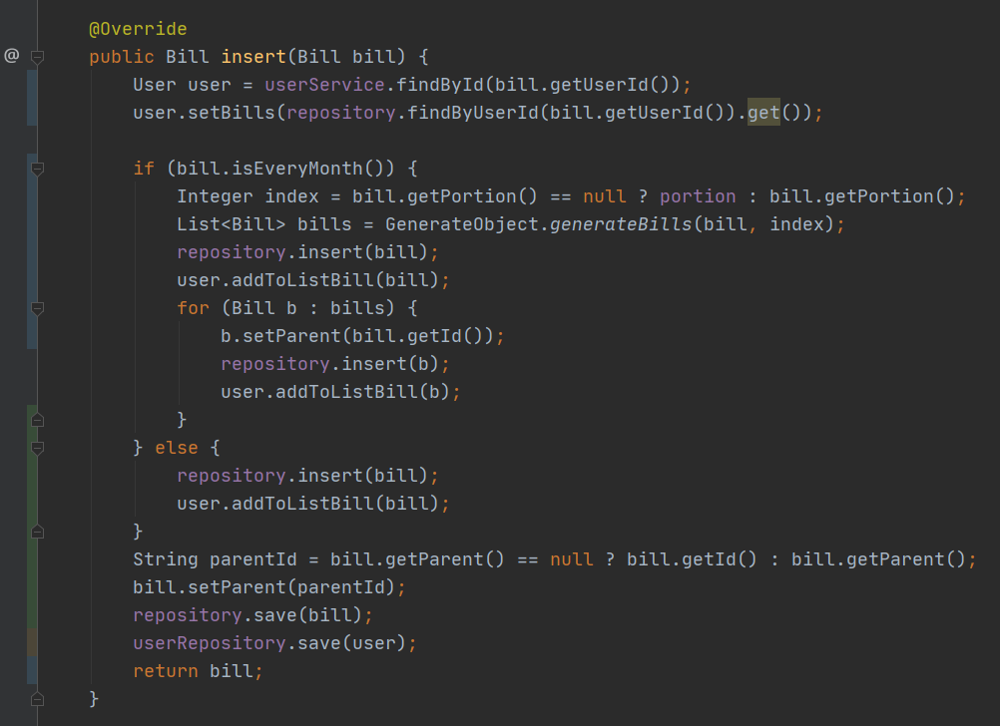 @Override
@ public Bill insert(Bill bill) {
User user = userService.findById(bill.getUserId());
user.setBills(repository.findByUserId(bill.getUserId()).get());
if (bill.isEveryMonth()) {
Integer index = bill.getPortion() == null ? portion : bill.getPortion();
List<Bill> bills = GenerateObject.generateBills(bill, index);
repository.insert(bill);
user.addToListBill(bill);
for (Bill b : bills) {
b.setParent(bill.getId());
repository.insert(b);
user.addToListBill(b);
}
} else {
repository.insert(bill);
user.addToListBill(bill);
}
String parentId = bill.getParent() == null ? bill.getId() : bill.getParent();
bill.setParent(parentId);
repository.save(bill);
userRepository.save(user);
return bill;
}